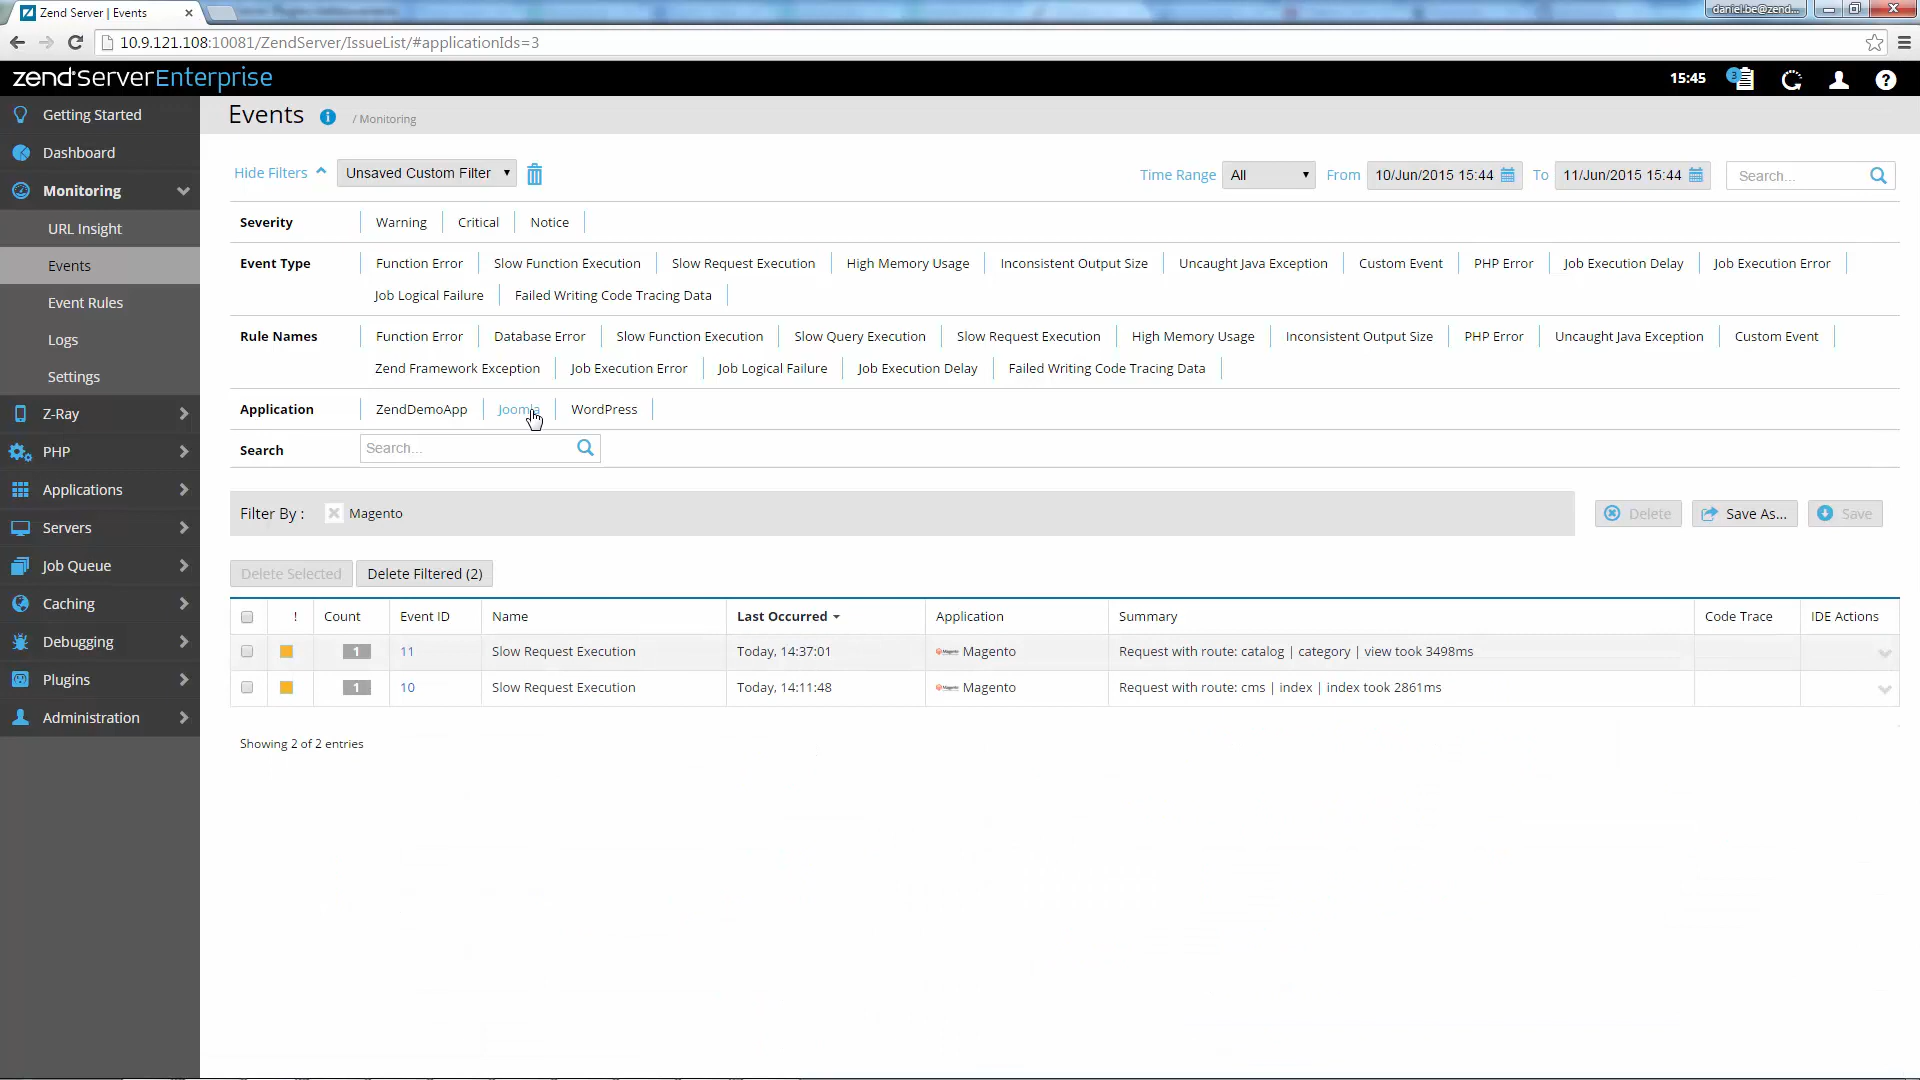 Zend Server | Events
daniel.be@zend...
10.9.121.108:10081/ZendServer/IssueList/#applicationIds=3
zend Server Enterprise
15:45
3
Getting Started
Dashboard
Monitoring
URL Insight
Events
Event Rules
Logs
Settings
Z-Ray
PHP
Applications
Servers
Job Queue
Caching
Debugging
Plugins
Administration
Events / Monitoring
Hide Filters Unsaved Custom Filter Time Range All From 10/Jun/2015 15:44 To 11/Jun/2015 15:44 Search...
Severity Warning Critical Notice
Event Type Function Error Slow Function Execution Slow Request Execution High Memory Usage Inconsistent Output Size Uncaught Java Exception Custom Event PHP Error Job Execution Delay Job Execution Error
Job Logical Failure Failed Writing Code Tracing Data
Rule Names Function Error Database Error Slow Function Execution Slow Query Execution Slow Request Execution High Memory Usage Inconsistent Output Size PHP Error Uncaught Java Exception Custom Event
Zend Framework Exception Job Execution Error Job Logical Failure Job Execution Delay Failed Writing Code Tracing Data
Application ZendDemoApp Joomla WordPress
Search Search...
Filter By : Magento Delete Save As... Save
Delete Selected Delete Filtered (2)
! Count Event ID Name Last Occurred Application Summary Code Trace IDE Actions
1 11 Slow Request Execution Today, 14:37:01 Magento Request with route: catalog | category | view took 3498ms
1 10 Slow Request Execution Today, 14:11:48 Magento Request with route: cms | index | index took 2861ms
Showing 2 of 2 entries